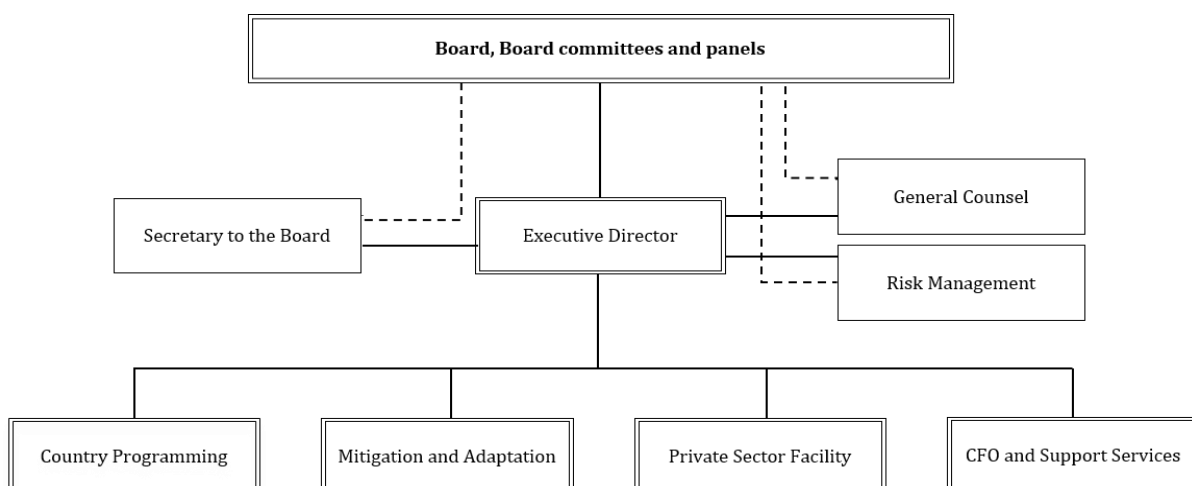 Board, Board committees and panels
General Counsel
Secretary to the Board
Executive Director
Risk Management
Country Programming
Mitigation and Adaptation
Private Sector Facility
CFO and Support Services